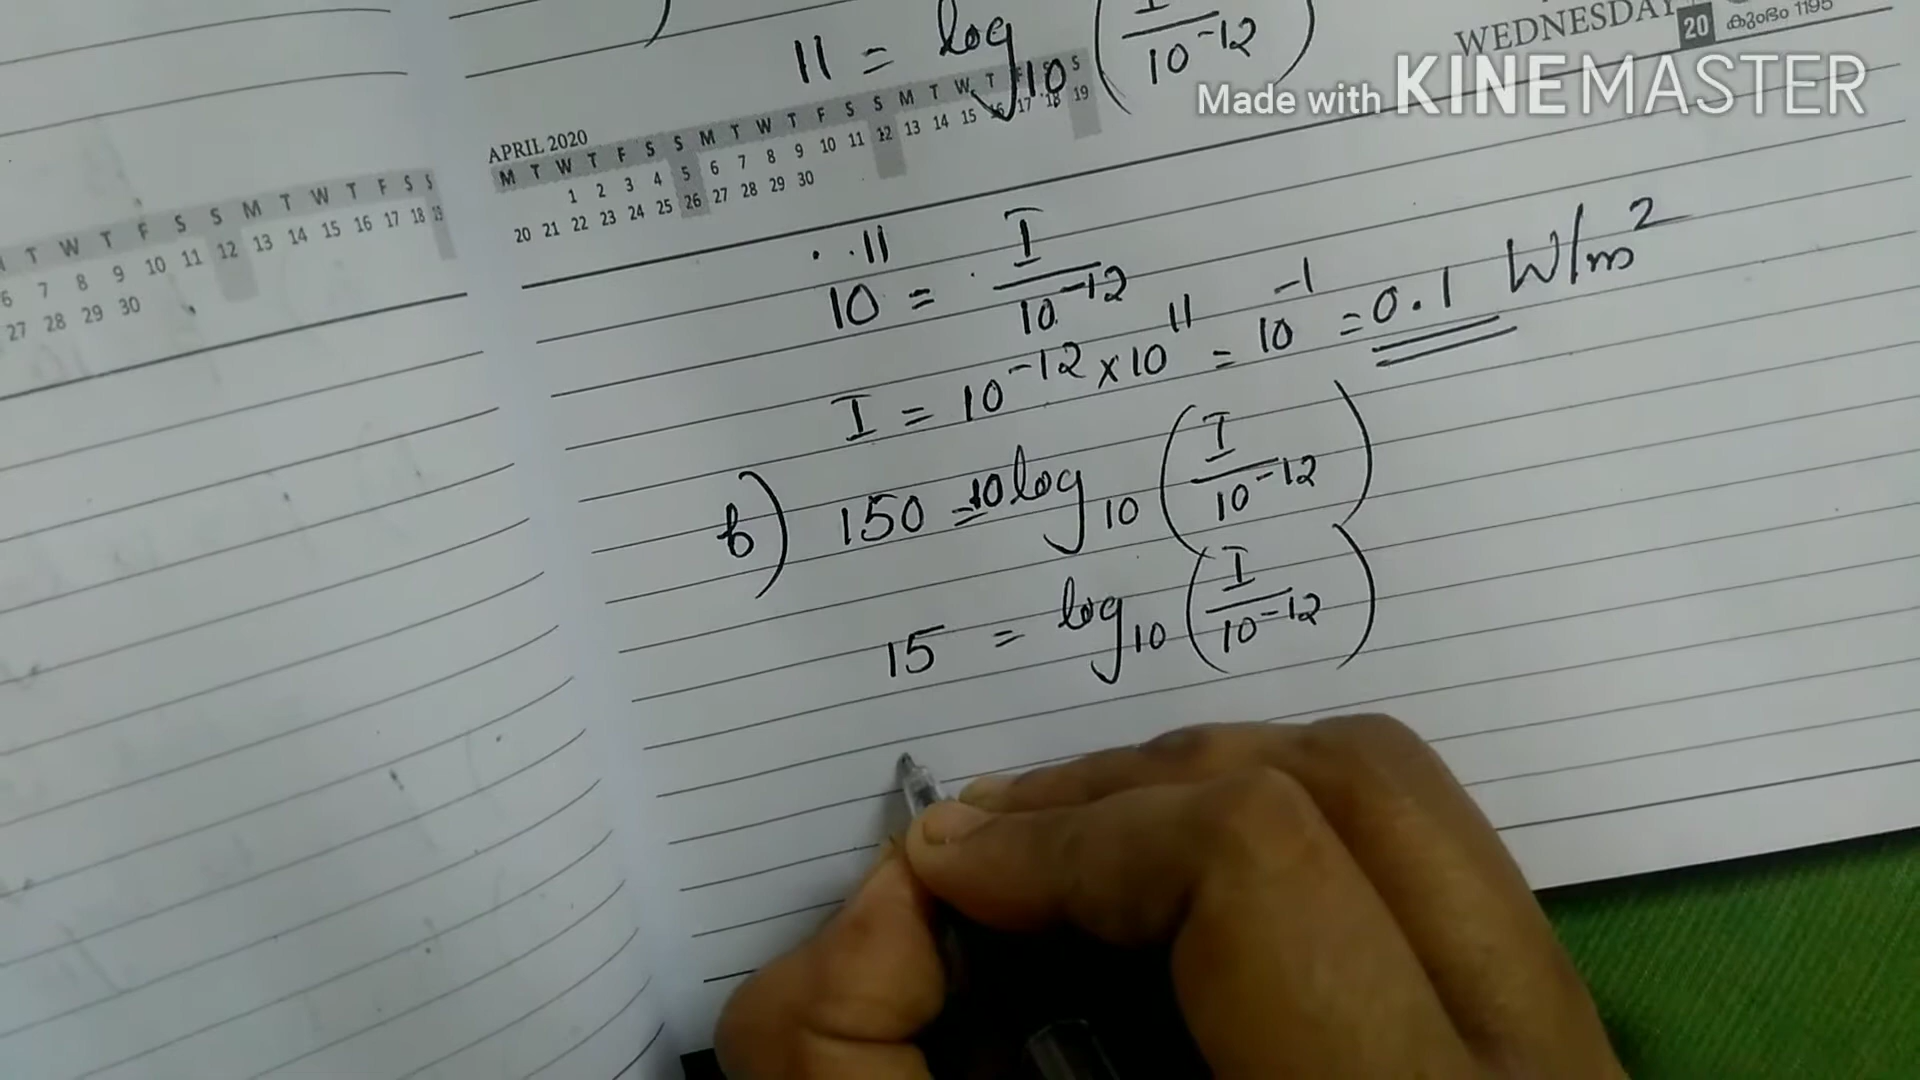 11 = log10 (I/10^-12)
WEDNESDAY 20 കുംഭം 1195
Made with KINEMASTER
APRIL 2020
M T W T F S S M T W T F S S M T W T F S S
1 2 3 4 5 6 7 8 9 10 11 12 13 14 15 16 17 18 19
20 21 22 23 24 25 26 27 28 29 30
T W T F S S M T W T F S S
6 7 8 9 10 11 12 13 14 15 16 17 18 19
27 28 29 30
10^11 = I/10^-12
I = 10^-12 × 10^11 = 10^-1 = 0.1 W/m^2
b) 150 = 10 log10 (I/10^-12)
15 = log10 (I/10^-12)